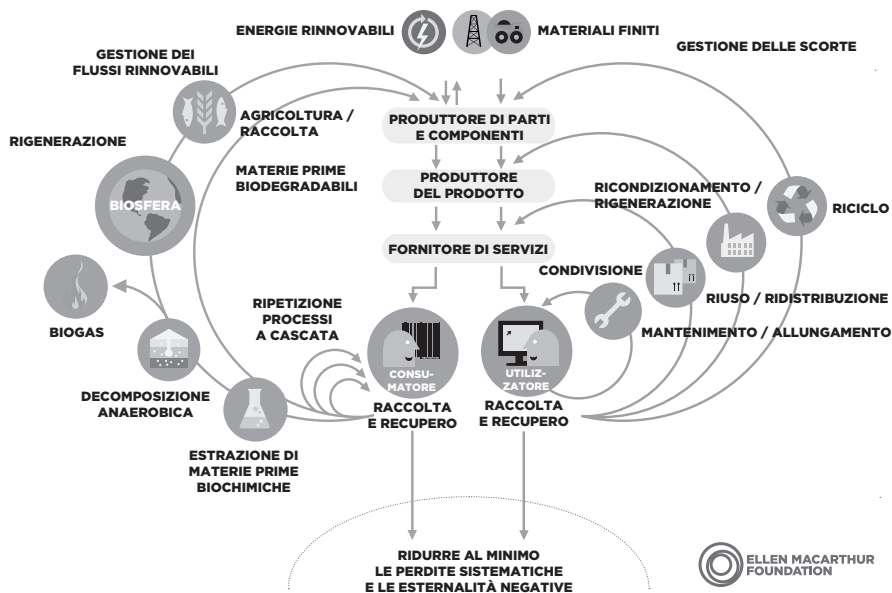 ENERGIE RINNOVABILI
MATERIALI FINITI
GESTIONE DEI
FLUSSI RINNOVABILI
GESTIONE DELLE SCORTE
AGRICOLTURA /
RACCOLTA
PRODUTTORE DI PARTI
E COMPONENTI
RIGENERAZIONE
MATERIE PRIME
BIODEGRADABILI
PRODUTTORE
DEL PRODOTTO
RICONDIZIONAMENTO /
RIGENERAZIONE
BIOSFERA
RICICLO
FORNITORE DI SERVIZI
CONDIVISIONE
RIUSO / RIDISTRIBUZIONE
BIOGAS
RIPETIZIONE
PROCESSI
A CASCATA
MANTENIMENTO / ALLUNGAMENTO
CONSU-
MATORE
UTILIZ-
ZATORE
DECOMPOSIZIONE
ANAEROBICA
RACCOLTA
E RECUPERO
RACCOLTA
E RECUPERO
ESTRAZIONE DI
MATERIE PRIME
BIOCHIMICHE
RIDURRE AL MINIMO
LE PERDITE SISTEMATICHE
E LE ESTERNALITÀ NEGATIVE
ELLEN MACARTHUR
FOUNDATION